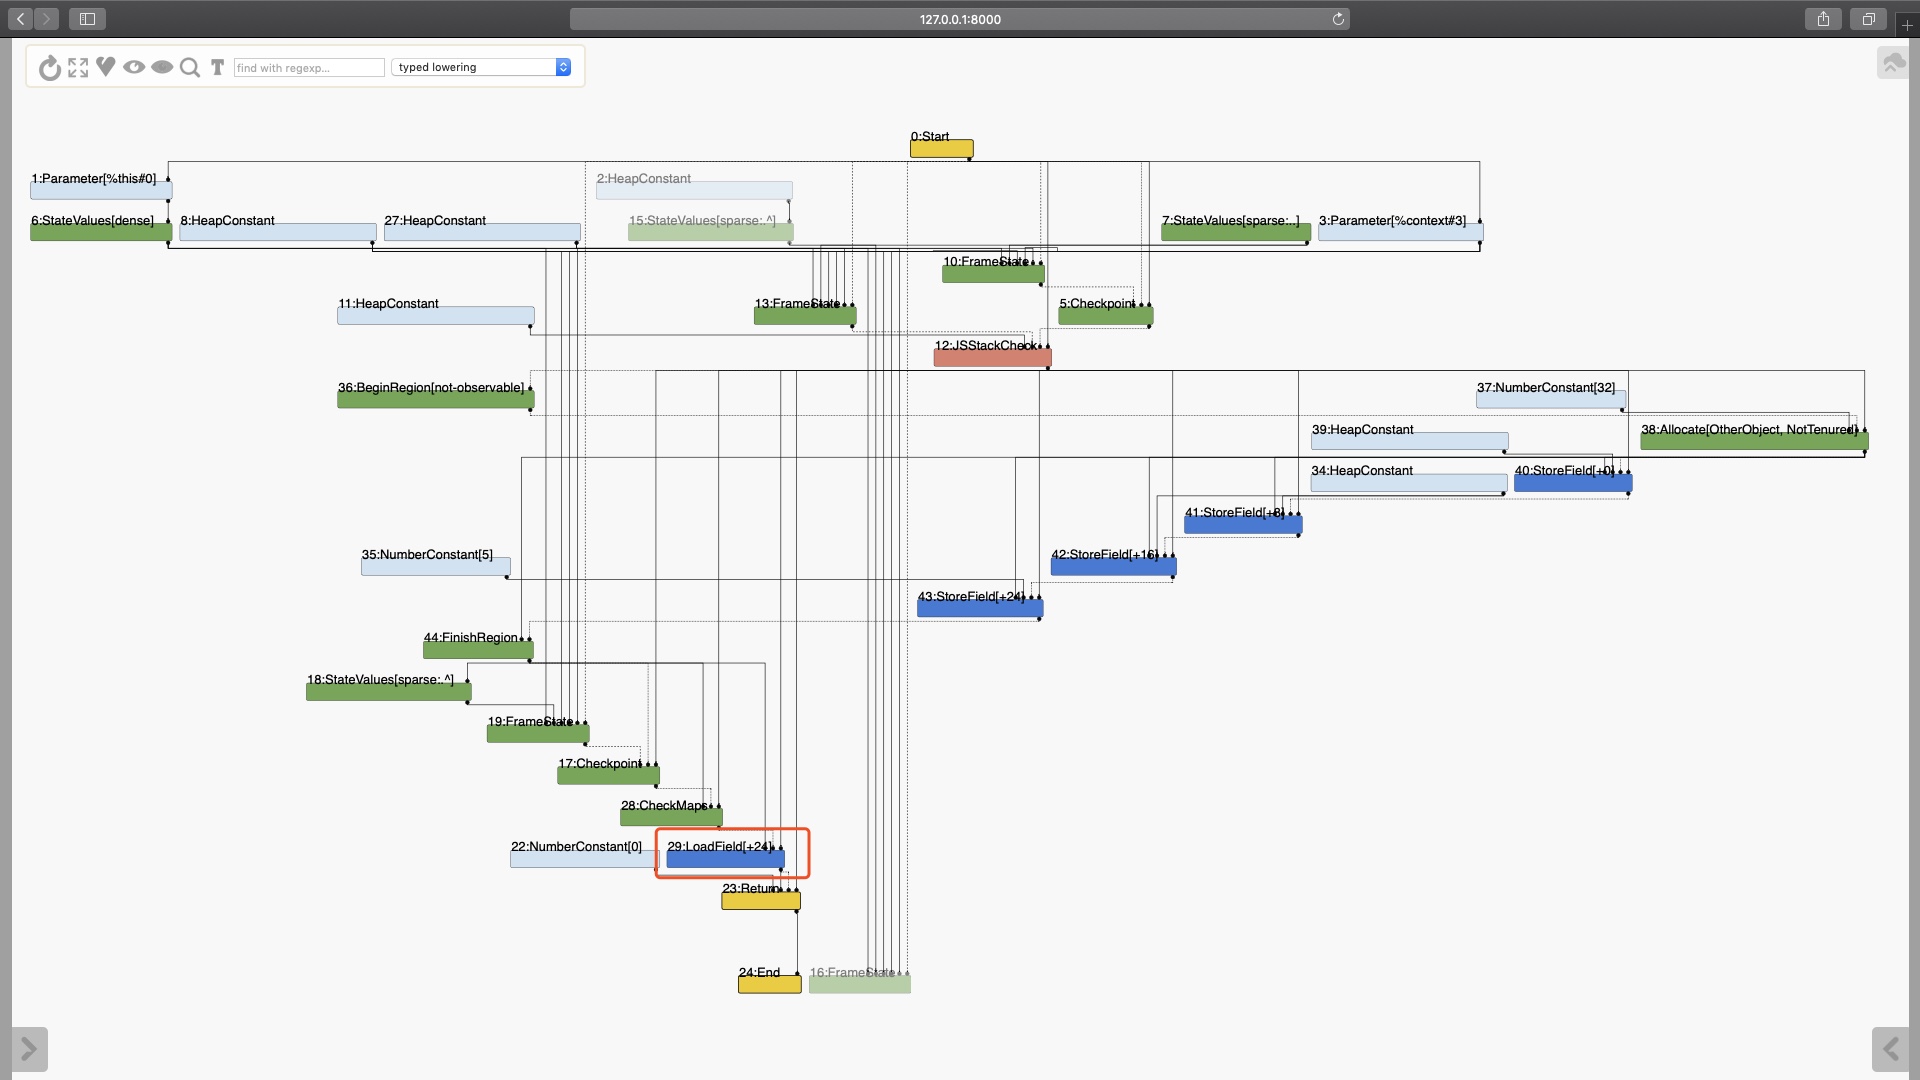 127.0.0.1:8000
find with regexp...
typed lowering
0:Start
1:Parameter[%this#0]
2:HeapConstant
6:StateValues[dense]
8:HeapConstant
27:HeapConstant
15:StateValues[sparse:.^]
7:StateValues[sparse:..]
3:Parameter[%context#3]
10:FrameState
11:HeapConstant
13:FrameState
5:Checkpoint
12:JSStackCheck
36:BeginRegion[not-observable]
37:NumberConstant[32]
39:HeapConstant
38:Allocate[OtherObject, NotTenured]
34:HeapConstant
40:StoreField[+0]
41:StoreField[+8]
35:NumberConstant[5]
42:StoreField[+16]
43:StoreField[+24]
44:FinishRegion
18:StateValues[sparse:.^]
19:FrameState
17:Checkpoint
28:CheckMaps
22:NumberConstant[0]
29:LoadField[+24]
23:Return
24:End
16:FrameState